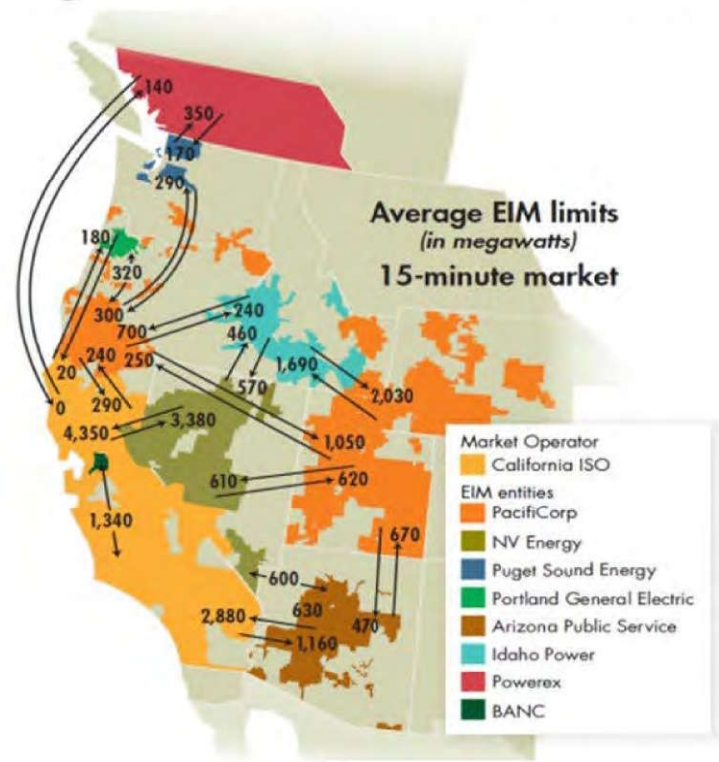 140
350
170
290
Average EIM limits
(in megawatts)
15-minute market
180
320
300
700
240
460
240
250
1,690
20
570
2,030
290
0
3,380
4,350
1,050
610
620
1,340
670
600
630
2,880
470
1,160
Market Operator
California ISO
EIM entities
PacifiCorp
NV Energy
Puget Sound Energy
Portland General Electric
Arizona Public Service
Idaho Power
Powerex
BANC